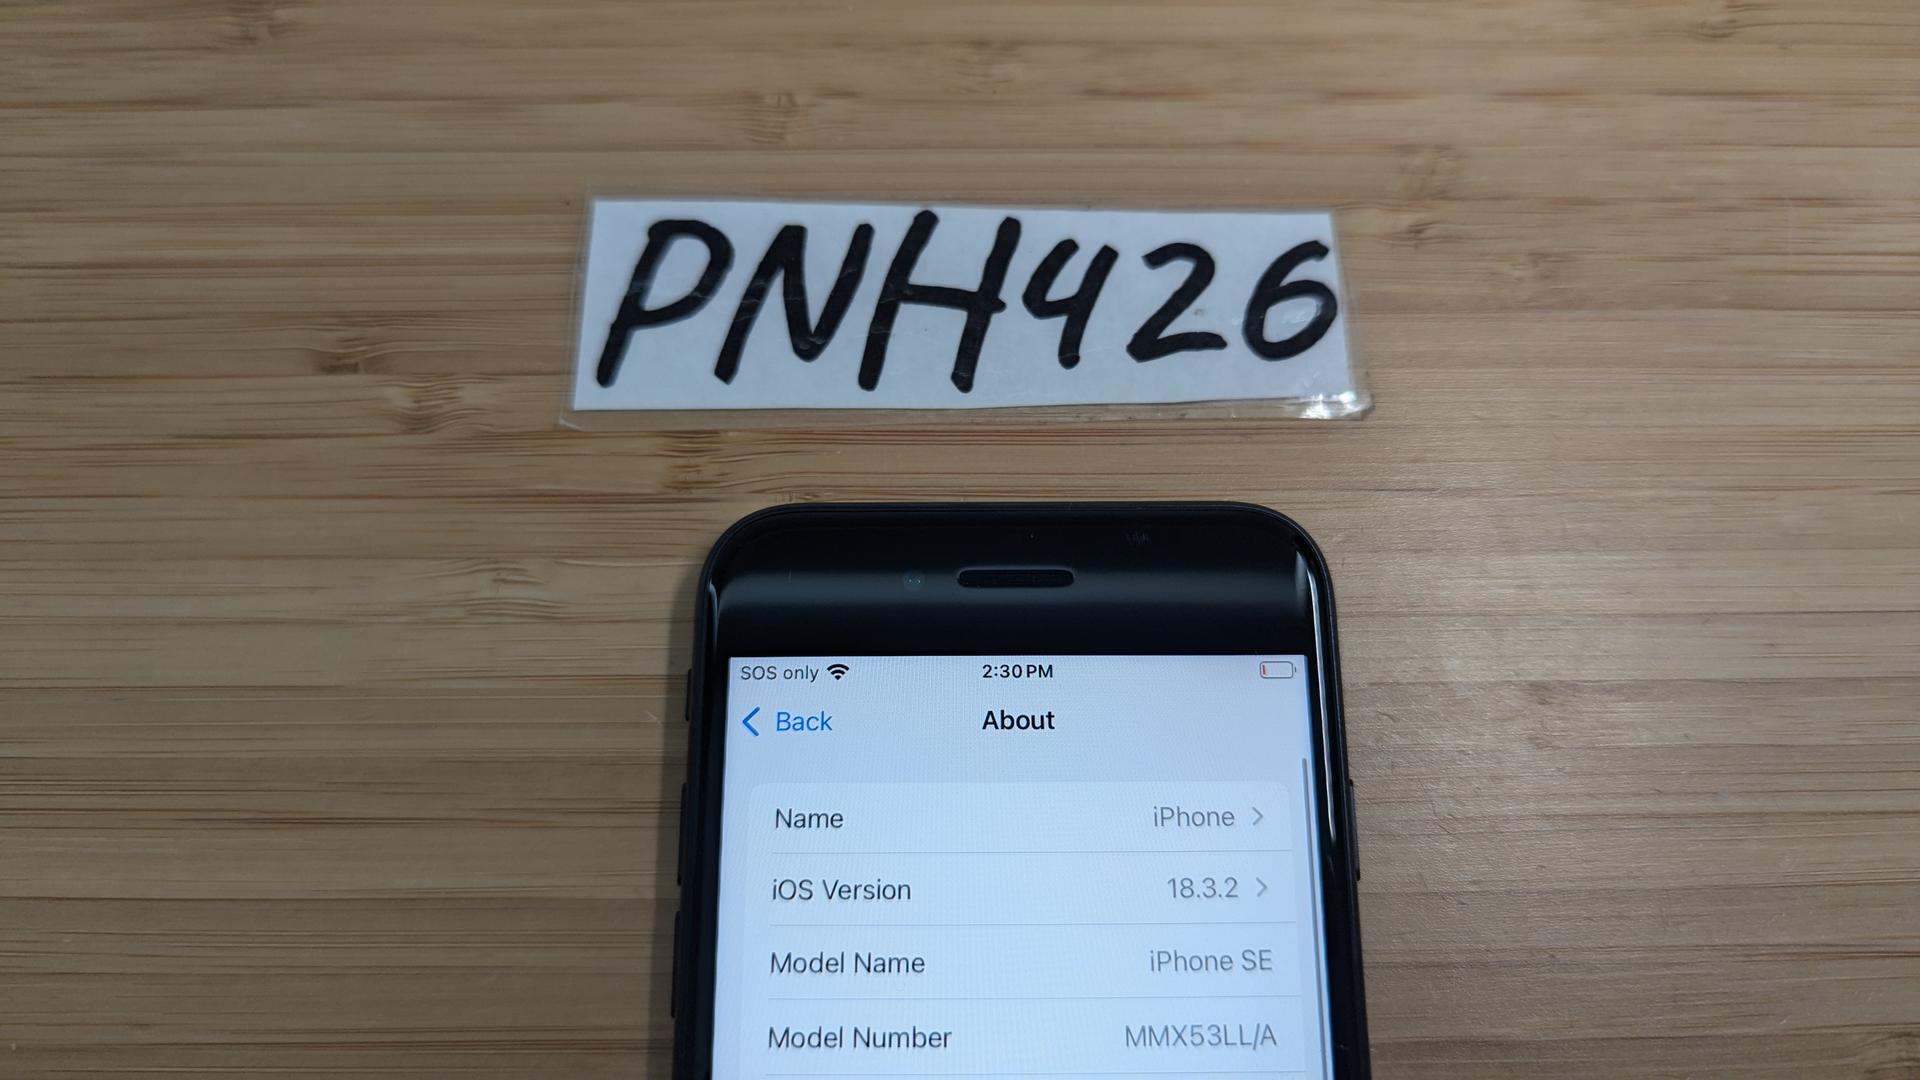 PNH426
SOS only 2:30 PM
Back About
Name iPhone
iOS Version 18.3.2
Model Name iPhone SE
Model Number MMX53LL/A